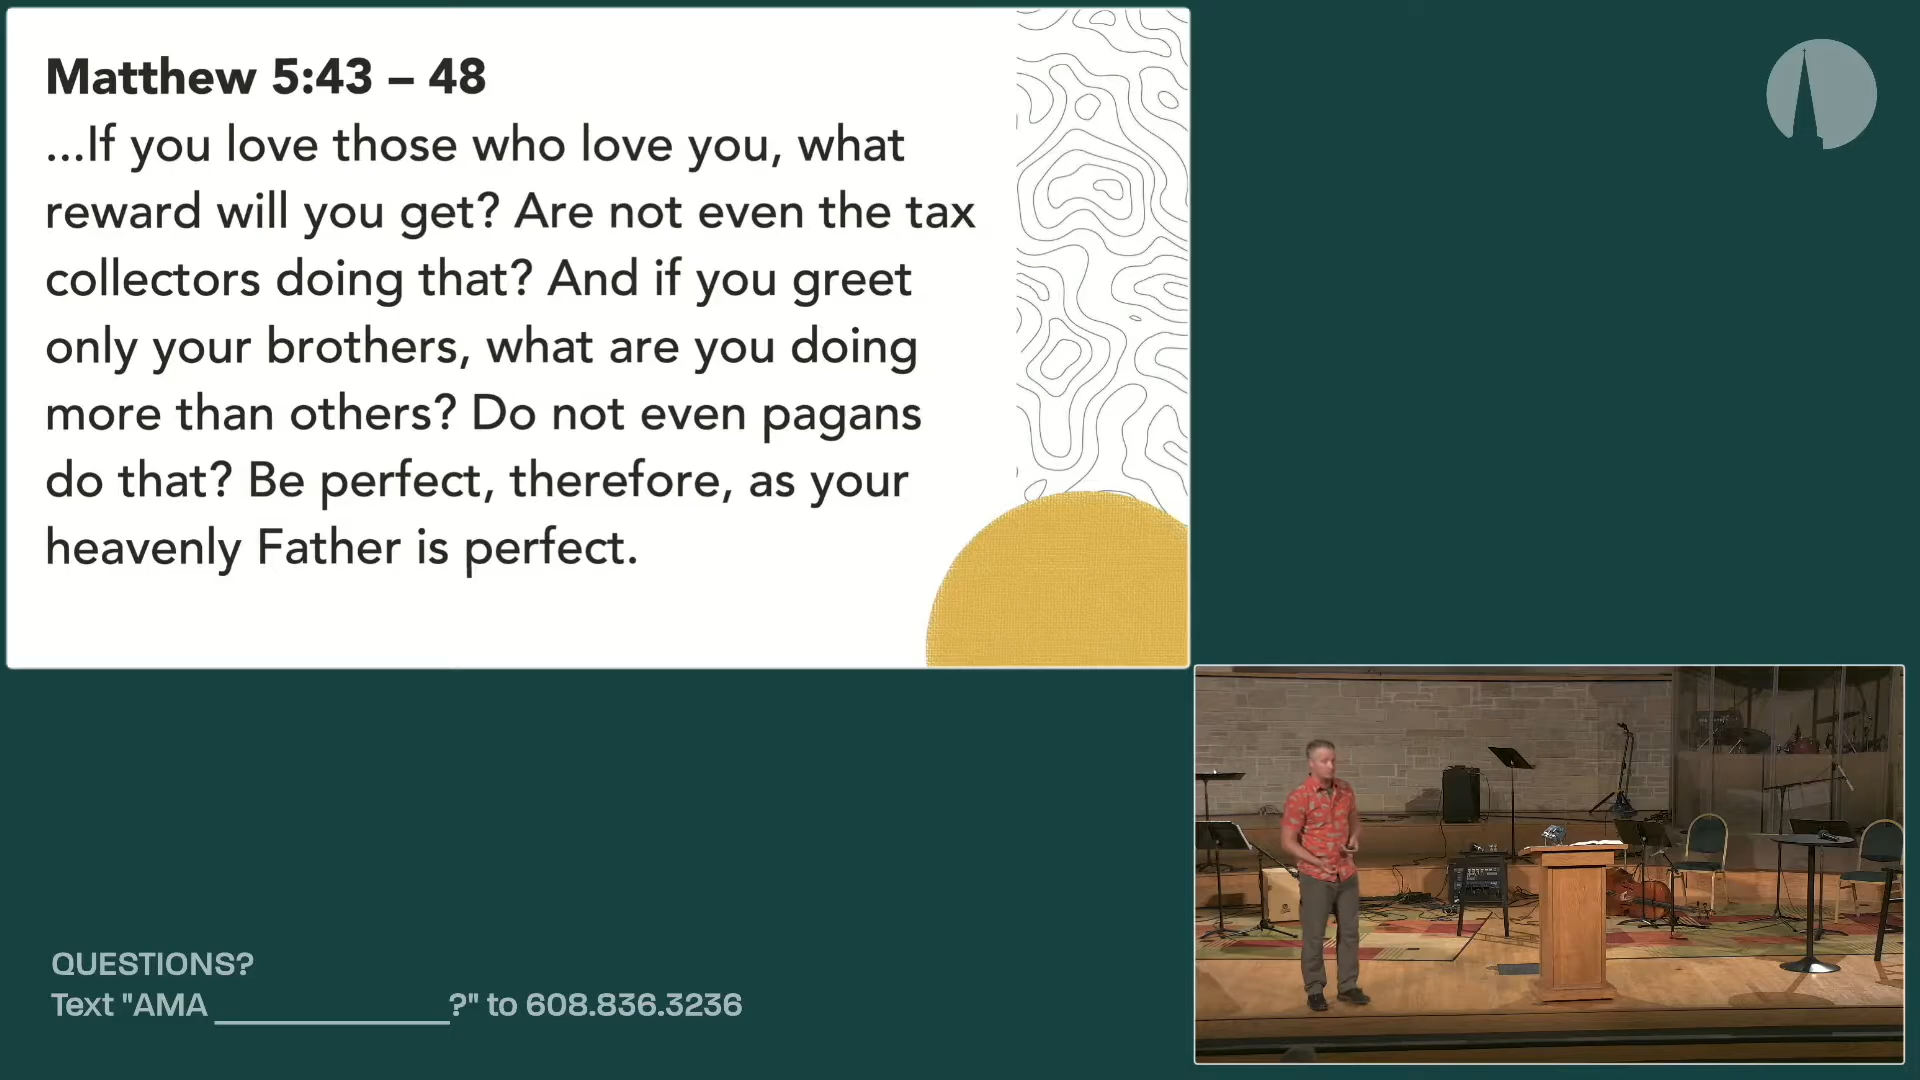 Matthew 5:43 – 48
...If you love those who love you, what
reward will you get? Are not even the tax
collectors doing that? And if you greet
only your brothers, what are you doing
more than others? Do not even pagans
do that? Be perfect, therefore, as your
heavenly Father is perfect.
QUESTIONS?
Text "AMA ______________?" to 608.836.3236